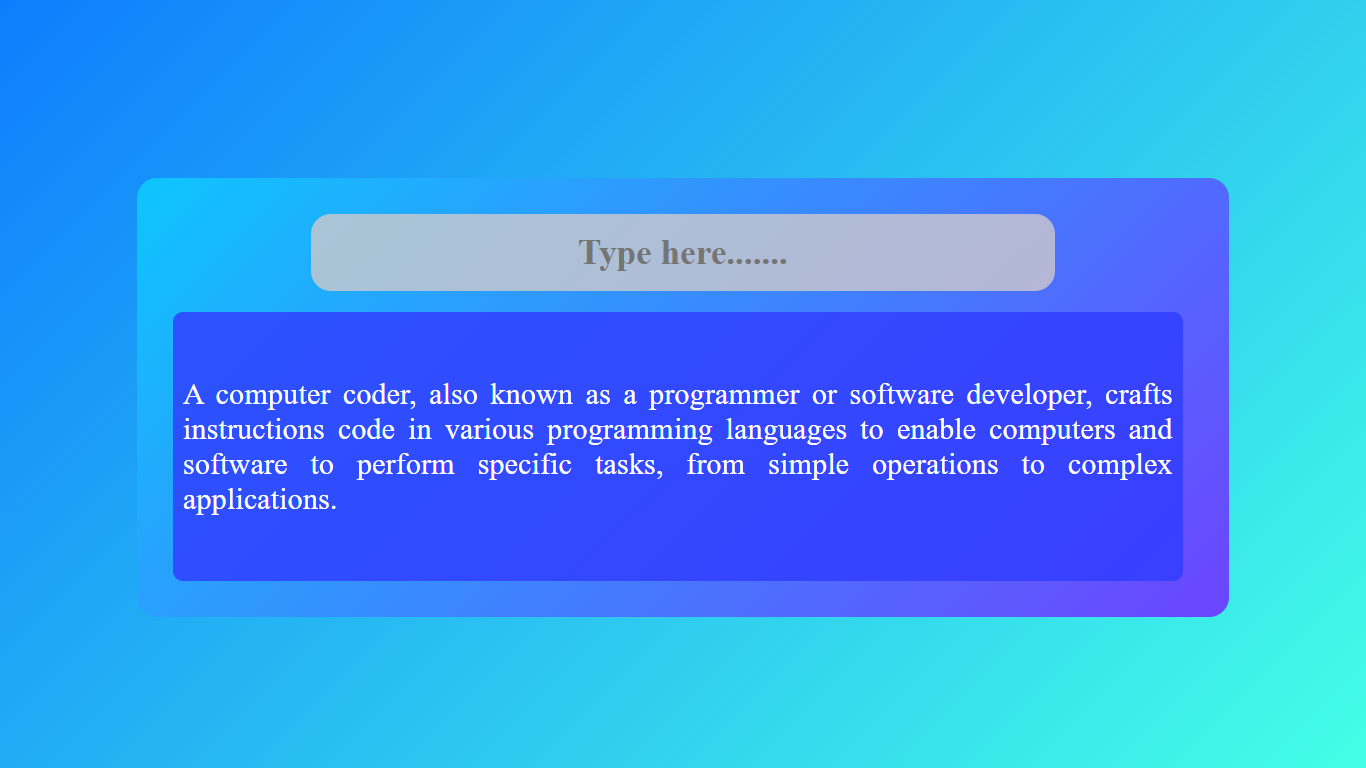 Type here.......
A computer coder, also known as a programmer or software developer, crafts
instructions code in various programming languages to enable computers and
software to perform specific tasks, from simple operations to complex
applications.